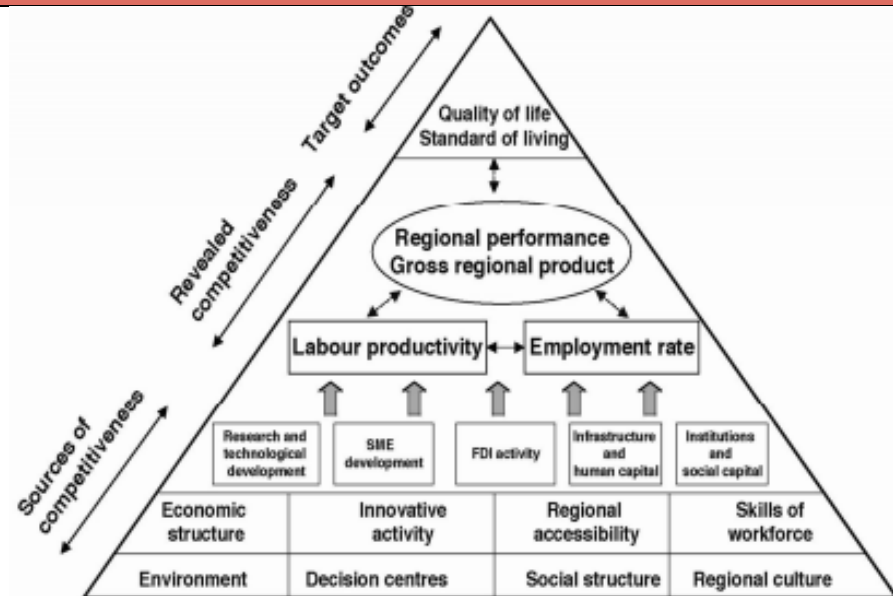 Target outcomes
Revealed
competitiveness
Sources of
competitiveness
Quality of life
Standard of living
Regional performance
Gross regional product
Labour productivity
Employment rate
Research and
technological
development
SME
development
FDI activity
Infrastructure
and
human capital
Institutions
and
social capital
Economic
structure
Innovative
activity
Regional
accessibility
Skills of
workforce
Environment
Decision centres
Social structure
Regional culture